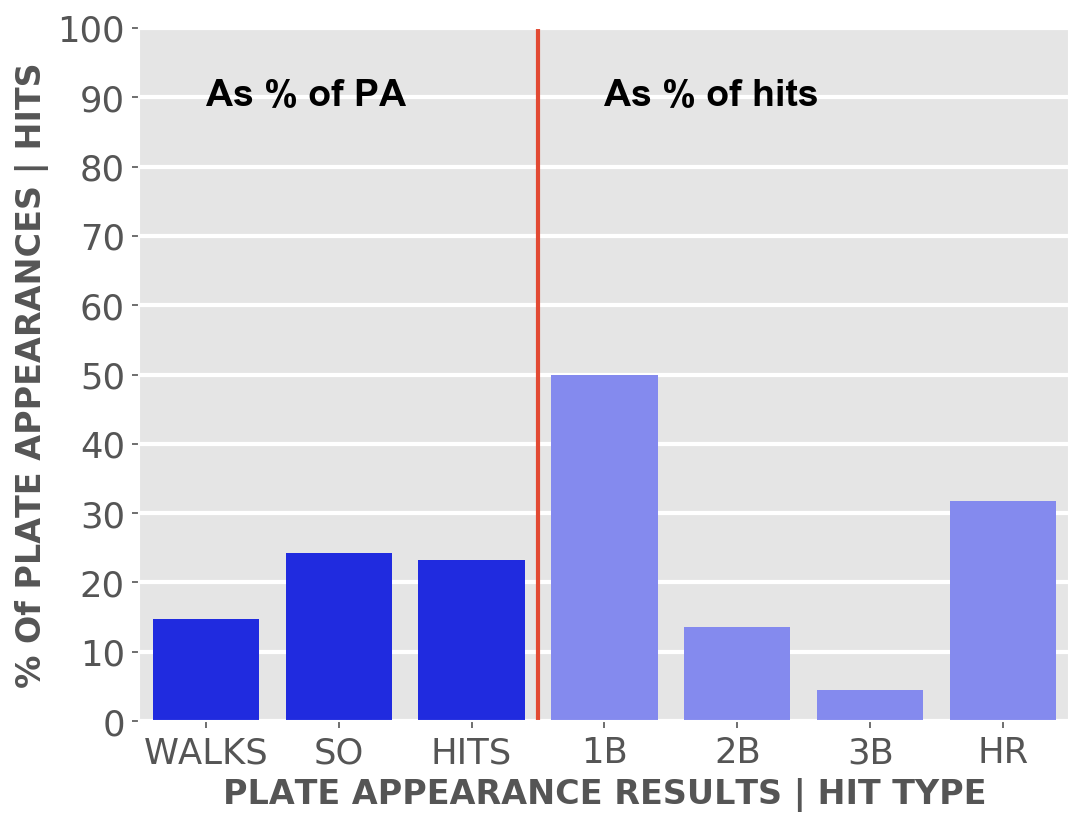 % Of PLATE APPEARANCES | HITS
100
90
80
70
60
50
40
30
20
10
0
As % of PA
As % of hits
WALKS SO HITS 1B 2B 3B HR
PLATE APPEARANCE RESULTS | HIT TYPE